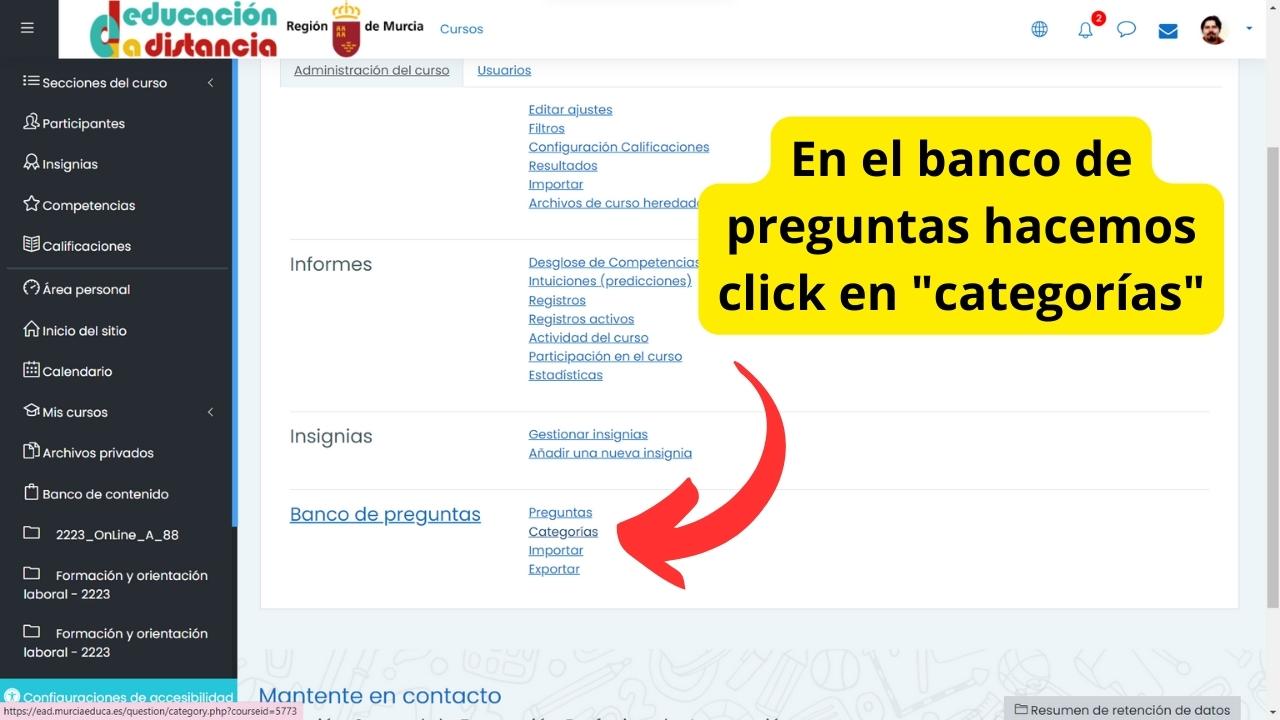 educación
a distancia
Región de Murcia
Cursos
2
Secciones del curso
Participantes
Insignias
Competencias
Calificaciones
Área personal
Inicio del sitio
Calendario
Mis cursos
Archivos privados
Banco de contenido
2223_OnLine_A_88
Formación y orientación
laboral - 2223
Formación y orientación
laboral - 2223
Configuraciones de accesibilidad
https://ead.murciaeduca.es/question/category.php?courseid=5773
Administración del curso
Usuarios
Editar ajustes
Filtros
Configuración Calificaciones
Resultados
Importar
Archivos de curso heredad
Informes
Desglose de Competencias
Intuiciones (predicciones)
Registros
Registros activos
Actividad del curso
Participación en el curso
Estadísticas
Insignias
Gestionar insignias
Añadir una nueva insignia
Banco de preguntas
Preguntas
Categorías
Importar
Exportar
En el banco de
preguntas hacemos
click en "categorías"
Mantente en contacto
Resumen de retención de datos